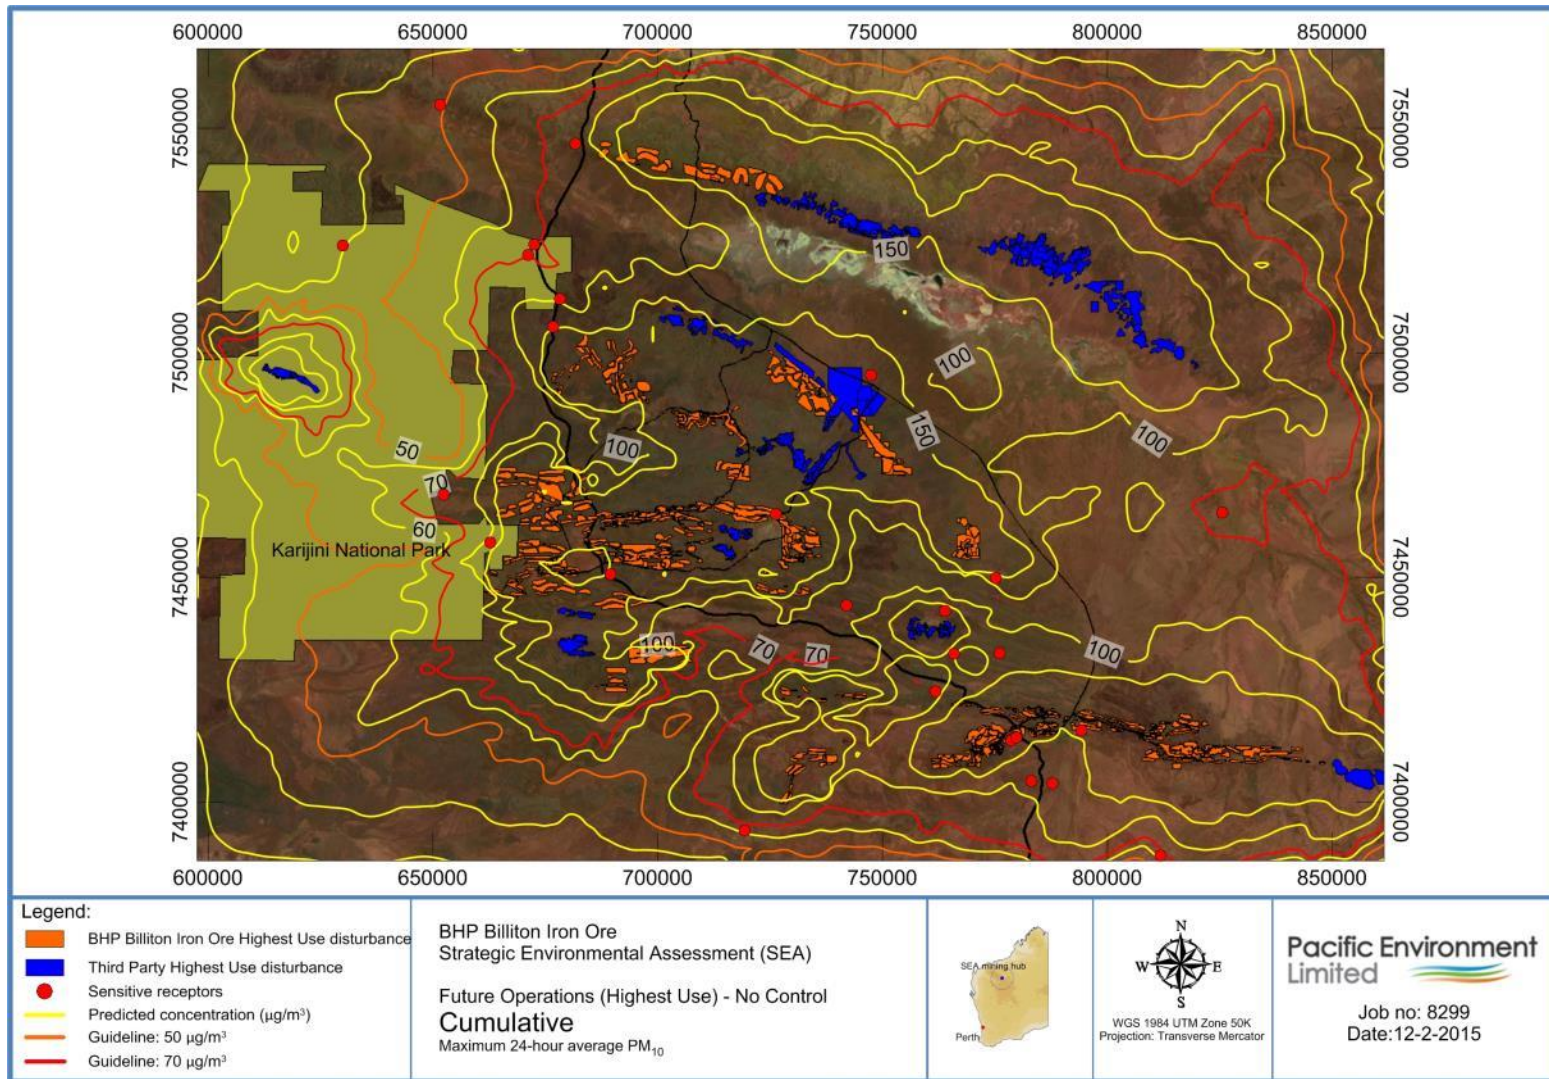 600000 650000 700000 750000 800000 850000
7550000
7500000
7450000
7400000
7550000
7500000
7450000
7400000
150
100
150
100
100
50
70
60
Karijini National Park
100
70
70
100
600000 650000 700000 750000 800000 850000
Legend:
BHP Billiton Iron Ore Highest Use disturbance
Third Party Highest Use disturbance
Sensitive receptors
Predicted concentration (µg/m³)
Guideline: 50 µg/m³
Guideline: 70 µg/m³
BHP Billiton Iron Ore
Strategic Environmental Assessment (SEA)
Future Operations (Highest Use) - No Control
Cumulative
Maximum 24-hour average PM₁₀
SEA mining hub
Perth
N
W E
S
WGS 1984 UTM Zone 50K
Projection: Transverse Mercator
Pacific Environment
Limited
Job no: 8299
Date:12-2-2015